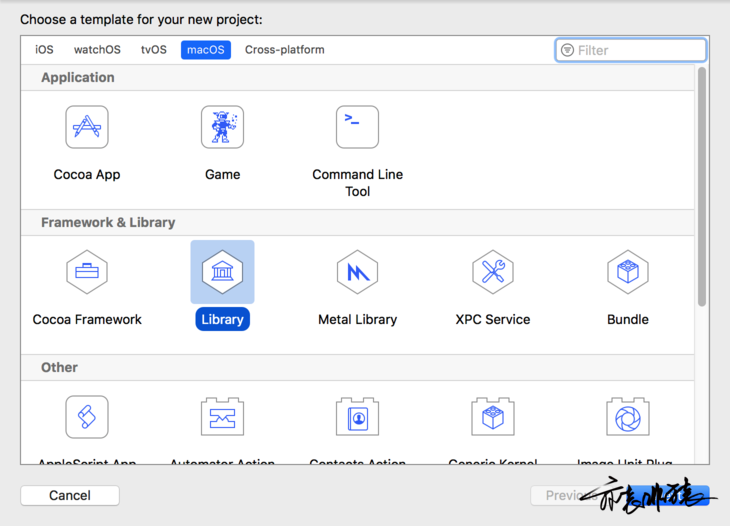 Choose a template for your new project:
iOS watchOS tvOS macOS Cross-platform Filter
Application
Cocoa App Game Command Line Tool
Framework & Library
Cocoa Framework Library Metal Library XPC Service Bundle
Other
AppleScript App Automator Action Contacts Action Generic Kernel Image Unit Plug
Cancel Previous